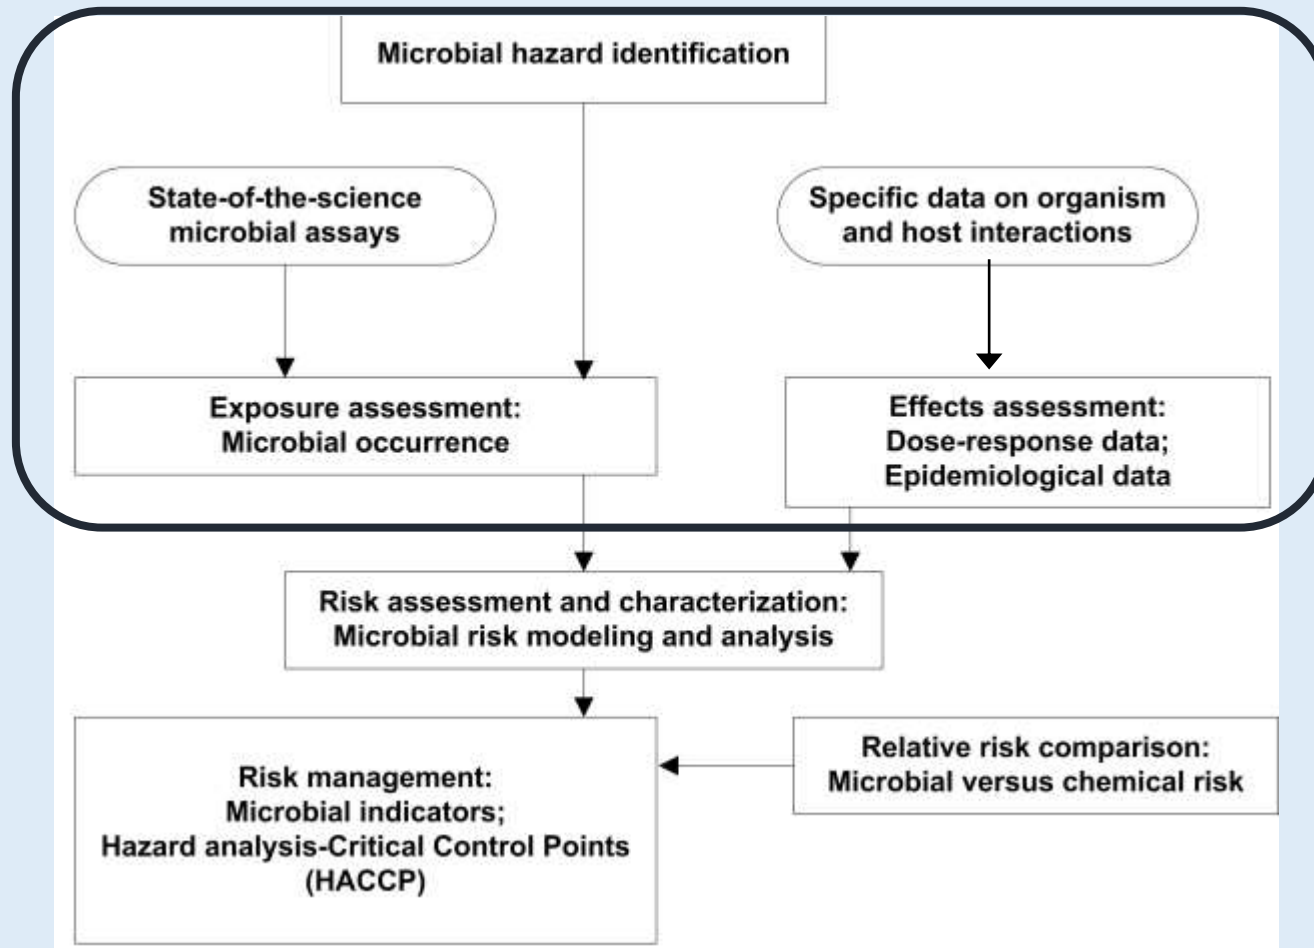 Microbial hazard identification
State-of-the-science
microbial assays
Specific data on organism
and host interactions
Exposure assessment:
Microbial occurrence
Effects assessment:
Dose-response data;
Epidemiological data
Risk assessment and characterization:
Microbial risk modeling and analysis
Risk management:
Microbial indicators;
Hazard analysis-Critical Control Points
(HACCP)
Relative risk comparison:
Microbial versus chemical risk